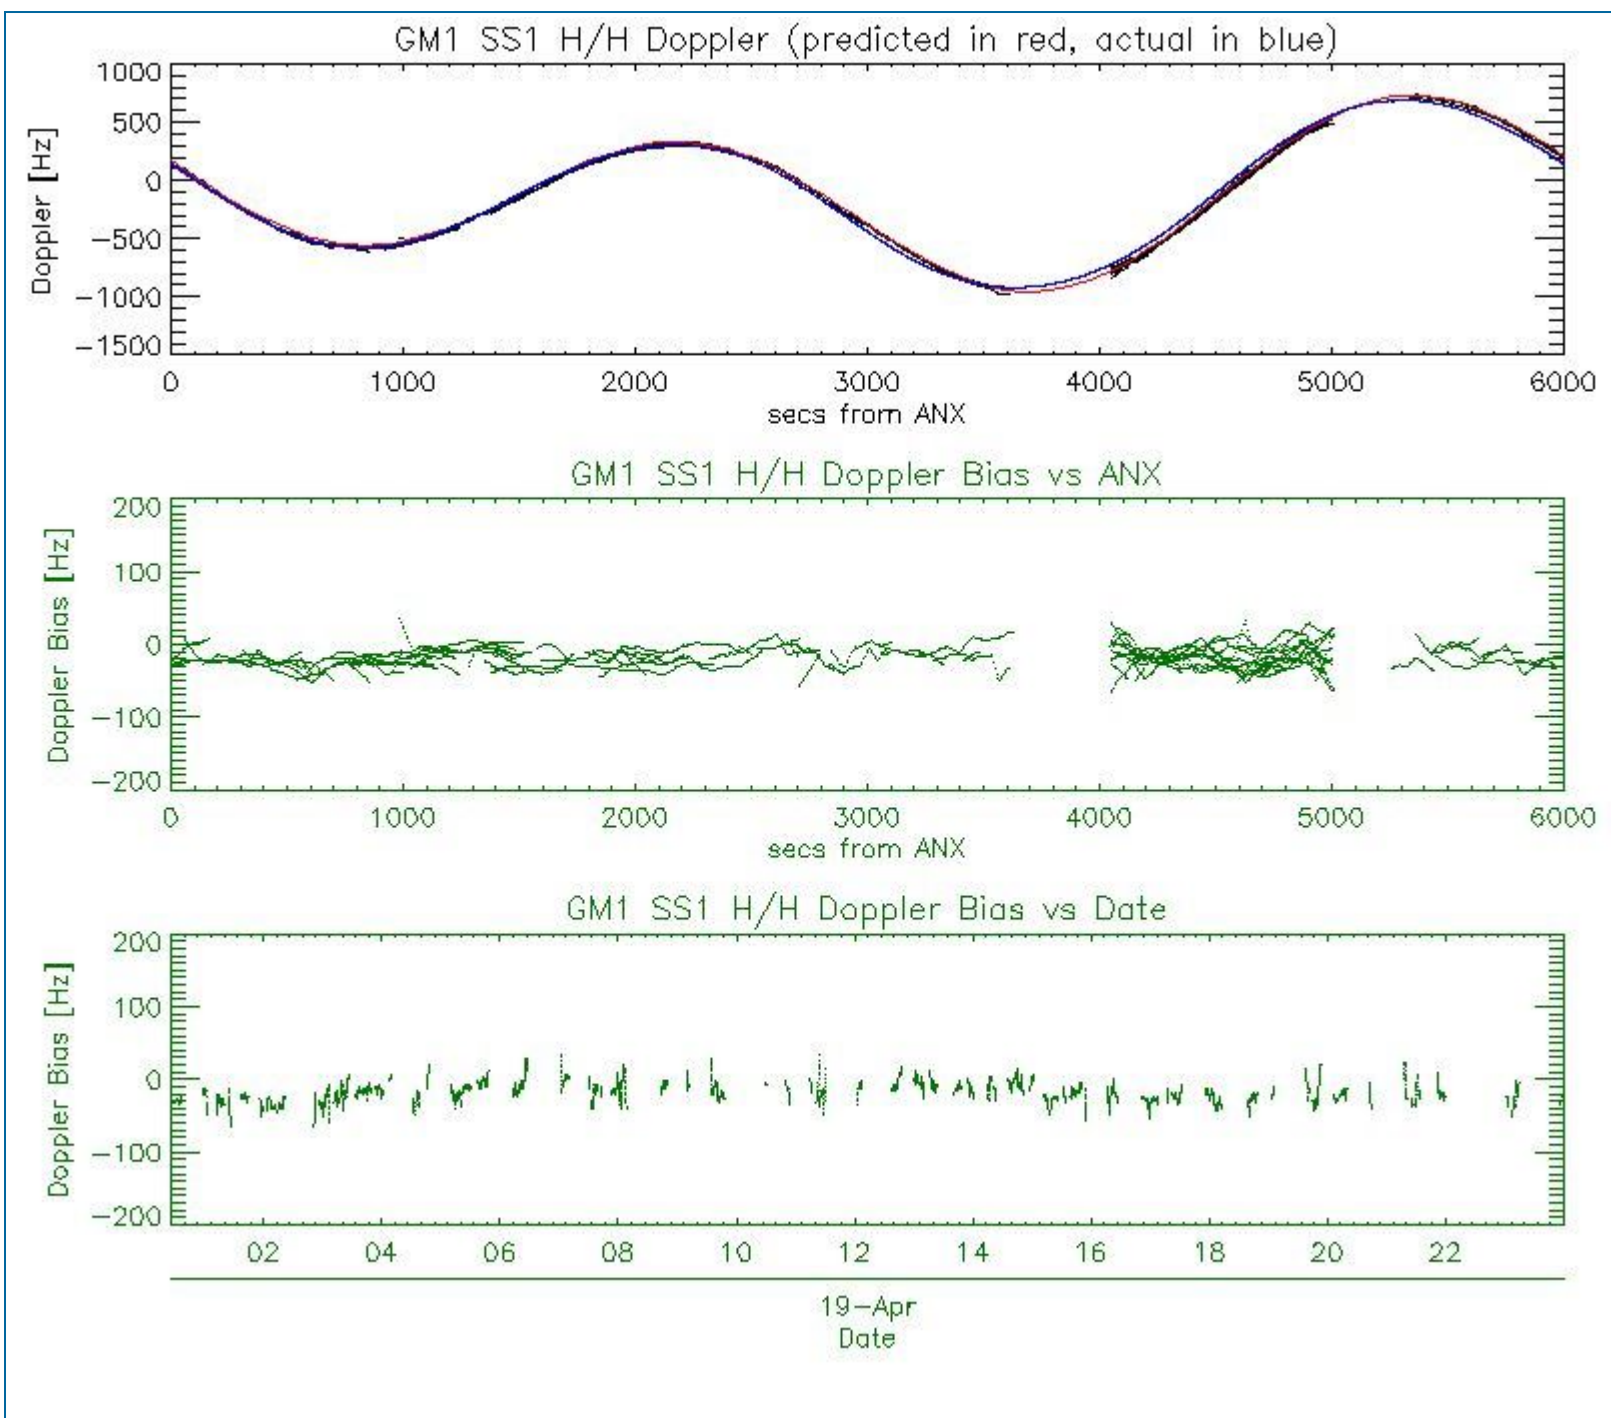 GM1 SS1 H/H Doppler (predicted in red, actual in blue)
1000
500
0
−500
−1000
−1500
Doppler [Hz]
0 1000 2000 3000 4000 5000 6000
secs from ANX
GM1 SS1 H/H Doppler Bias vs ANX
200
100
0
−100
−200
Doppler Bias [Hz]
0 1000 2000 3000 4000 5000 6000
secs from ANX
GM1 SS1 H/H Doppler Bias vs Date
200
100
0
−100
−200
Doppler Bias [Hz]
02 04 06 08 10 12 14 16 18 20 22
19−Apr
Date